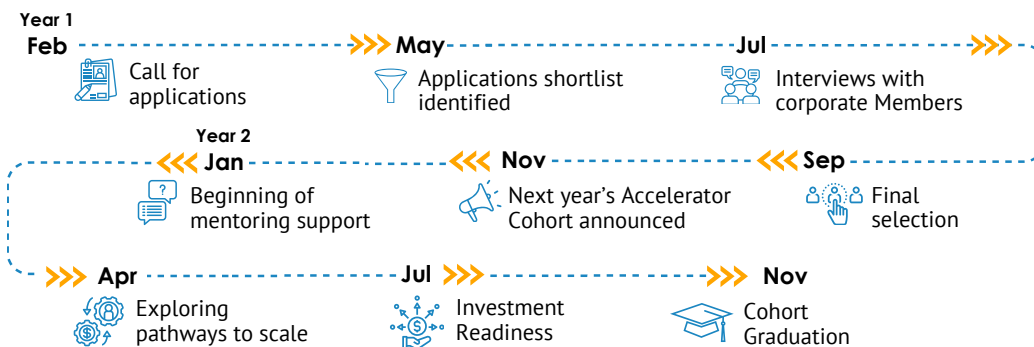 Year 1
Feb
May
Jul
Call for
applications
Applications shortlist
identified
Interviews with
corporate Members
Sep
Final
selection
Nov
Next year's Accelerator
Cohort announced
Year 2
Jan
Beginning of
mentoring support
Apr
Exploring
pathways to scale
Jul
Investment
Readiness
Nov
Cohort
Graduation